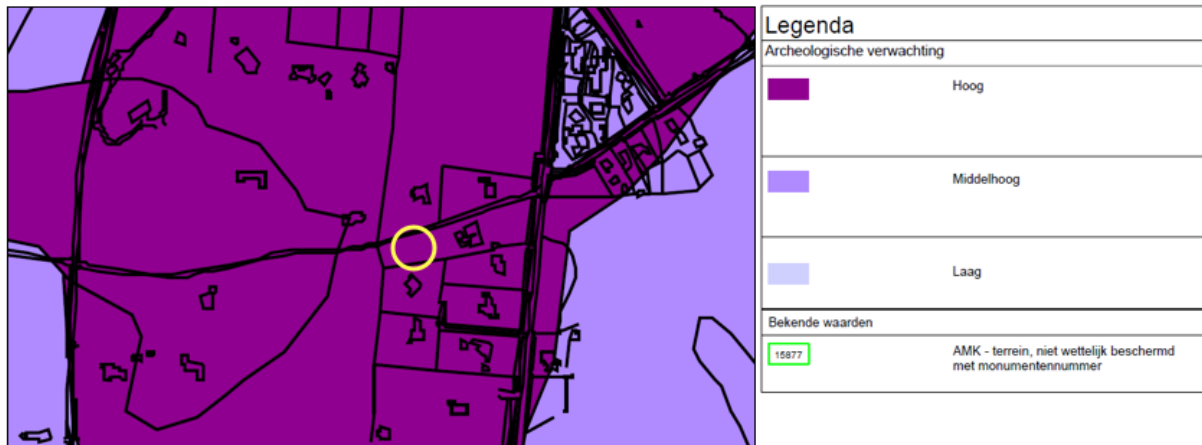 Legenda
Archeologische verwachting
Hoog
Middelhoog
Laag
Bekende waarden
15877
AMK - terrein, niet wettelijk beschermd
met monumentennummer